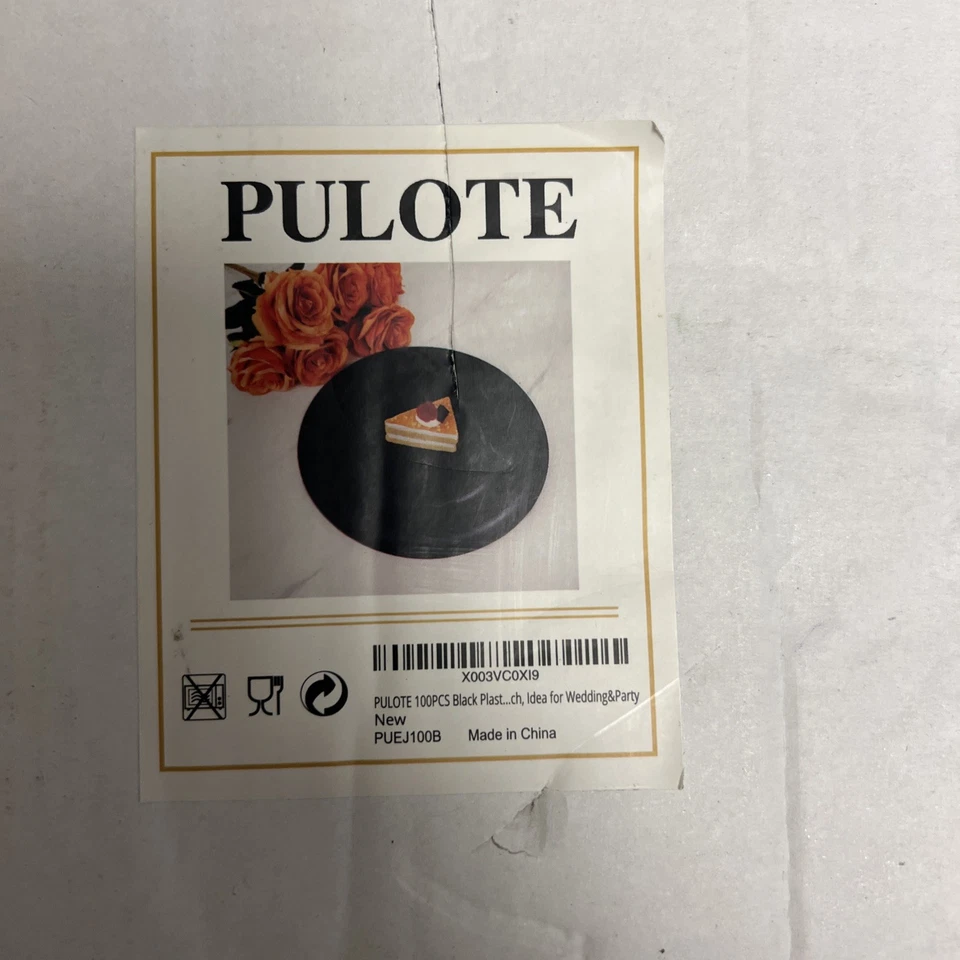 PULOTE
X003VC0XI9
PULOTE 100PCS Black Plast...ch, Idea for Wedding&Party
New
PUEJ100B Made in China